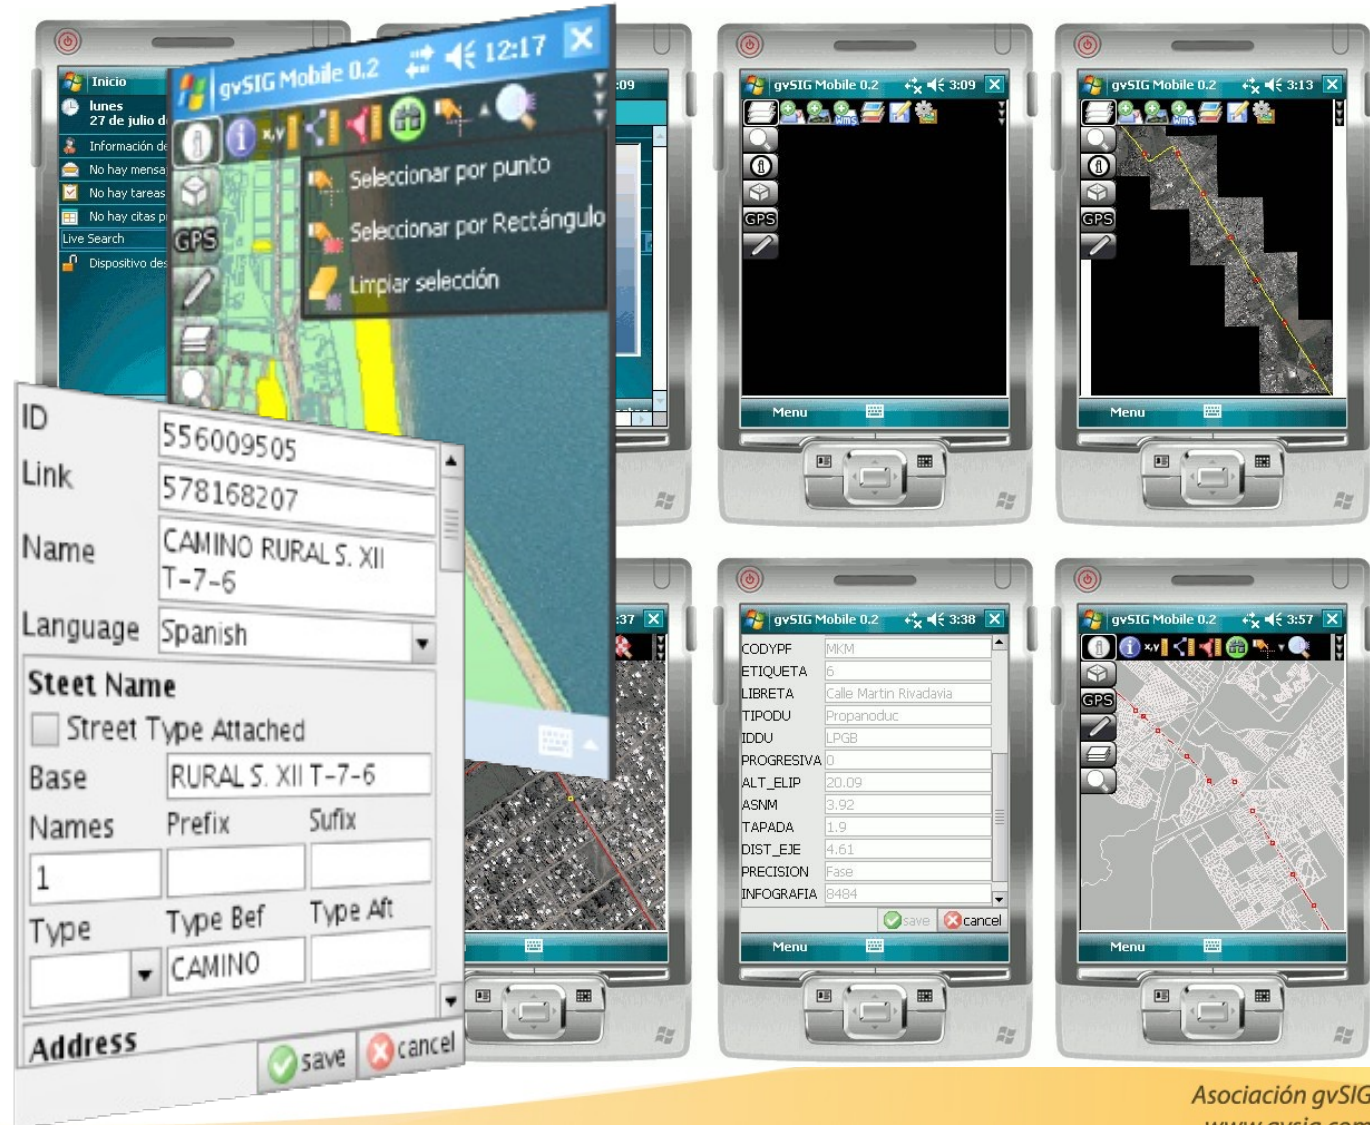 Inicio
lunes
27 de julio d
Información de
No hay mensa
No hay tareas
No hay citas p
Live Search
Dispositivo des
:09
gvSIG Mobile 0.2 12:17
x,y
Seleccionar por punto
Seleccionar por Rectángulo
Limpiar selección
GPS
gvSIG Mobile 0.2 3:09
wms
GPS
Menu
gvSIG Mobile 0.2 3:13
wms
GPS
Menu
ID 556009505
Link 578168207
Name CAMINO RURAL S. XII
T-7-6
Language Spanish
Steet Name
Street Type Attached
Base RURAL S. XII T-7-6
Names Prefix Sufix
1
Type Type Bef Type Aft
CAMINO
Address
save cancel
:37
gvSIG Mobile 0.2 3:38
CODYPF MKM
ETIQUETA 6
LIBRETA Calle Martin Rivadavia
TIPODU Propanoduc
IDDU LPGB
PROGRESIVA 0
ALT_ELIP 20.09
ASNM 3.92
TAPADA 1.9
DIST_EJE 4.61
PRECISION Fase
INFOGRAFIA 8484
save cancel
Menu
gvSIG Mobile 0.2 3:57
x,y
GPS
Menu
Asociación gvSIG
www.gvsig.com